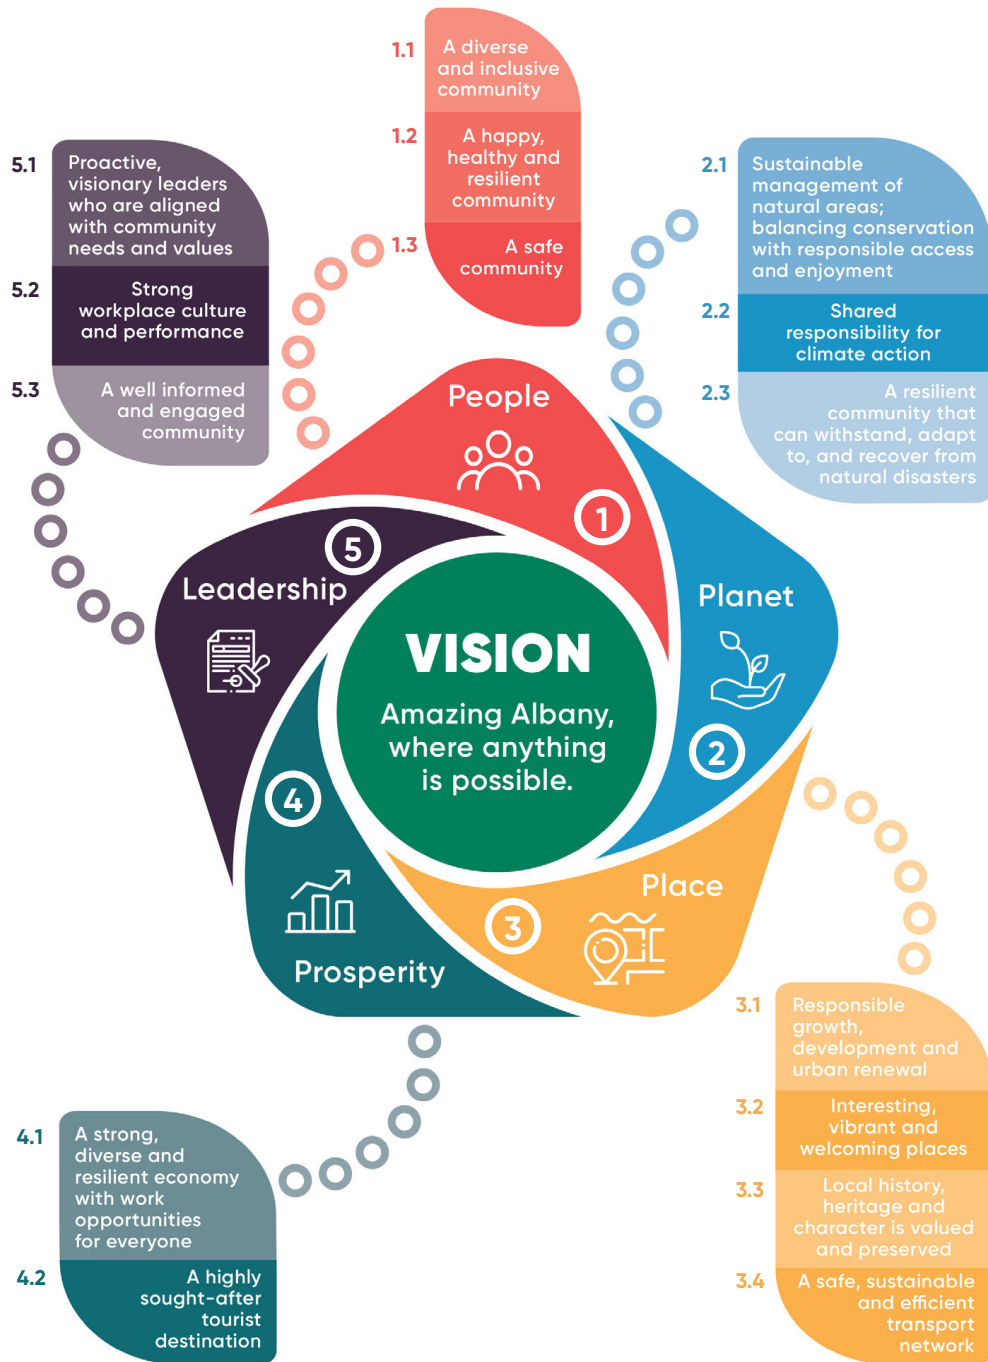 1.1
A diverse
and inclusive
community
1.2
A happy,
healthy and
resilient
community
1.3
A safe
community
5.1
Proactive,
visionary leaders
who are aligned
with community
needs and values
5.2
Strong
workplace culture
and performance
5.3
A well informed
and engaged
community
2.1
Sustainable
management of
natural areas;
balancing conservation
with responsible access
and enjoyment
2.2
Shared
responsibility for
climate action
2.3
A resilient
community that
can withstand, adapt
to, and recover from
natural disasters
People
1
5
Leadership
Planet
2
VISION
Amazing Albany,
where anything
is possible.
4
Prosperity
3
Place
3.1
Responsible
growth,
development and
urban renewal
3.2
Interesting,
vibrant and
welcoming places
3.3
Local history,
heritage and
character is valued
and preserved
3.4
A safe, sustainable
and efficient
transport
network
4.1
A strong,
diverse and
resilient economy
with work
opportunities
for everyone
4.2
A highly
sought-after
tourist
destination